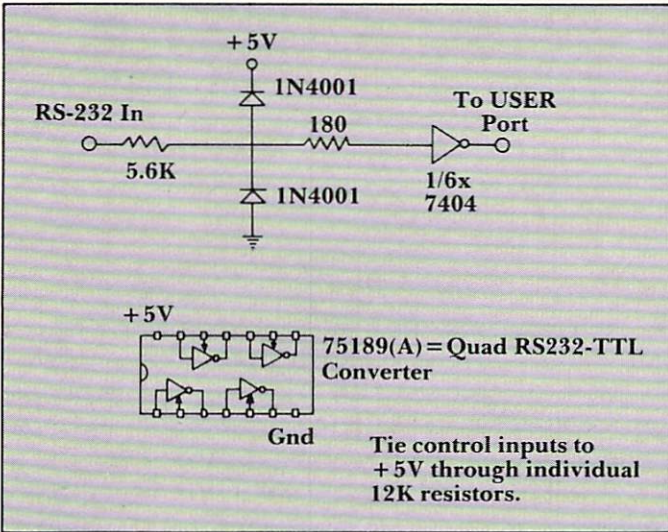 +5V
1N4001
RS-232 In
180
To USER
Port
5.6K
1N4001
1/6x
7404
+5V
75189(A)=Quad RS232-TTL
Converter
Gnd
Tie control inputs to
+5V through individual
12K resistors.